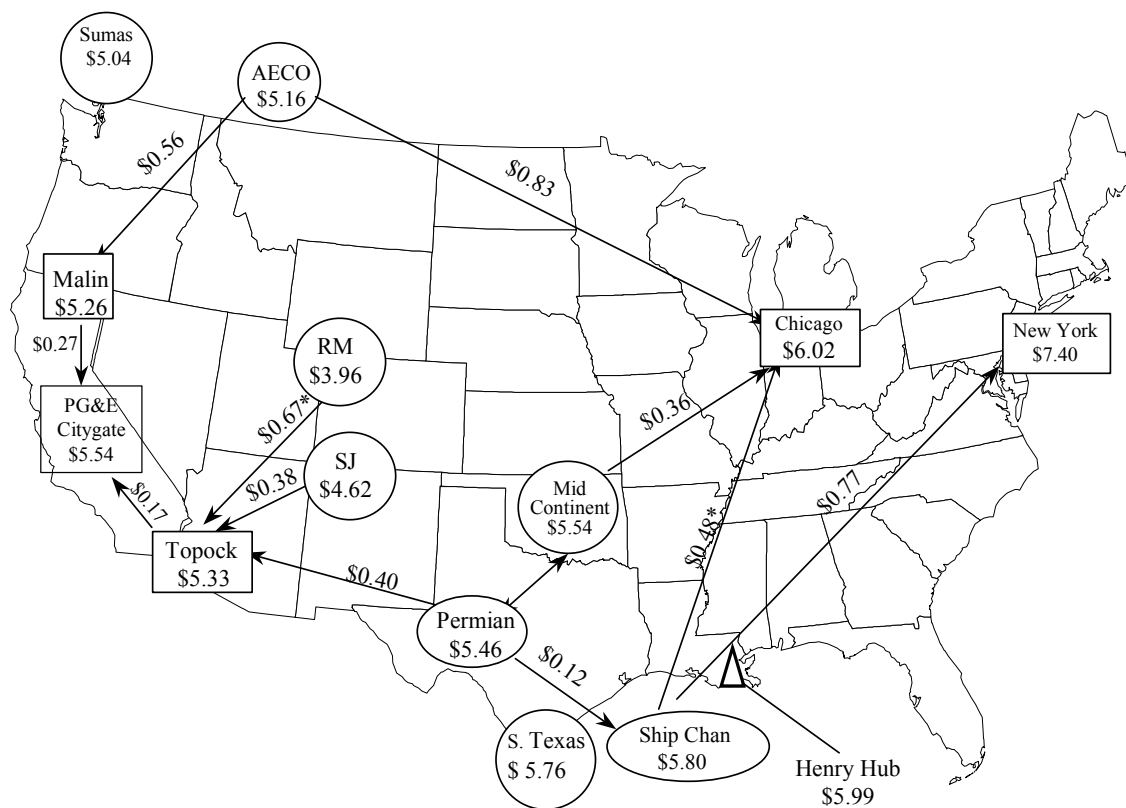 Sumas
$5.04
AECO
$5.16
$0.56
$0.83
Malin
$5.26
$0.27
RM
$3.96
Chicago
$6.02
New York
$7.40
PG&E
Citygate
$5.54
$0.67*
$0.36
SJ
$4.62
$0.38
$0.17
Mid
Continent
$5.54
$0.77
$0.48*
Topock
$5.33
$0.40
Permian
$5.46
$0.12
S. Texas
$ 5.76
Ship Chan
$5.80
Henry Hub
$5.99